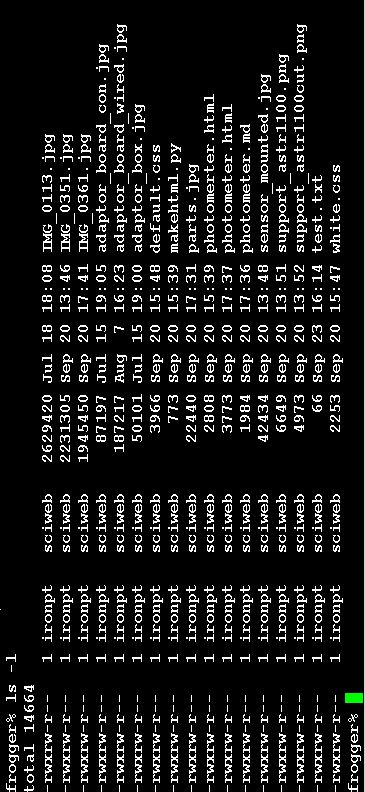 frogger% ls -l
total 14664
-rwxrw-r--  1 ironpt  sciweb  2629420 Jul 18 18:08 IMG_0113.jpg
-rwxrw-r--  1 ironpt  sciweb  2231305 Sep 20 13:46 IMG_0351.jpg
-rwxrw-r--  1 ironpt  sciweb  1945450 Sep 20 17:41 IMG_0361.jpg
-rwxrw-r--  1 ironpt  sciweb    87197 Jul 15 19:05 adaptor_board_con.jpg
-rwxrw-r--  1 ironpt  sciweb   187217 Aug  7 16:23 adaptor_board_wired.jpg
-rwxrw-r--  1 ironpt  sciweb    50101 Jul 15 19:00 adaptor_box.jpg
-rwxrw-r--  1 ironpt  sciweb     3966 Sep 20 15:48 default.css
-rwxrw-r--  1 ironpt  sciweb      773 Sep 20 15:39 makehtml.py
-rwxrw-r--  1 ironpt  sciweb    22440 Sep 20 17:31 parts.jpg
-rwxrw-r--  1 ironpt  sciweb     2808 Sep 20 15:39 photomerter.html
-rwxrw-r--  1 ironpt  sciweb     3773 Sep 20 17:37 photometer.html
-rwxrw-r--  1 ironpt  sciweb     1984 Sep 20 17:36 photometer.md
-rwxrw-r--  1 ironpt  sciweb    42434 Sep 20 13:48 sensor_mounted.jpg
-rwxrw-r--  1 ironpt  sciweb     6649 Sep 20 13:51 support_astr1100.png
-rwxrw-r--  1 ironpt  sciweb     4973 Sep 20 13:52 support_astr1100cut.png
-rwxrw-r--  1 ironpt  sciweb       66 Sep 23 16:14 test.txt
-rwxrw-r--  1 ironpt  sciweb     2253 Sep 20 15:47 white.css
frogger%